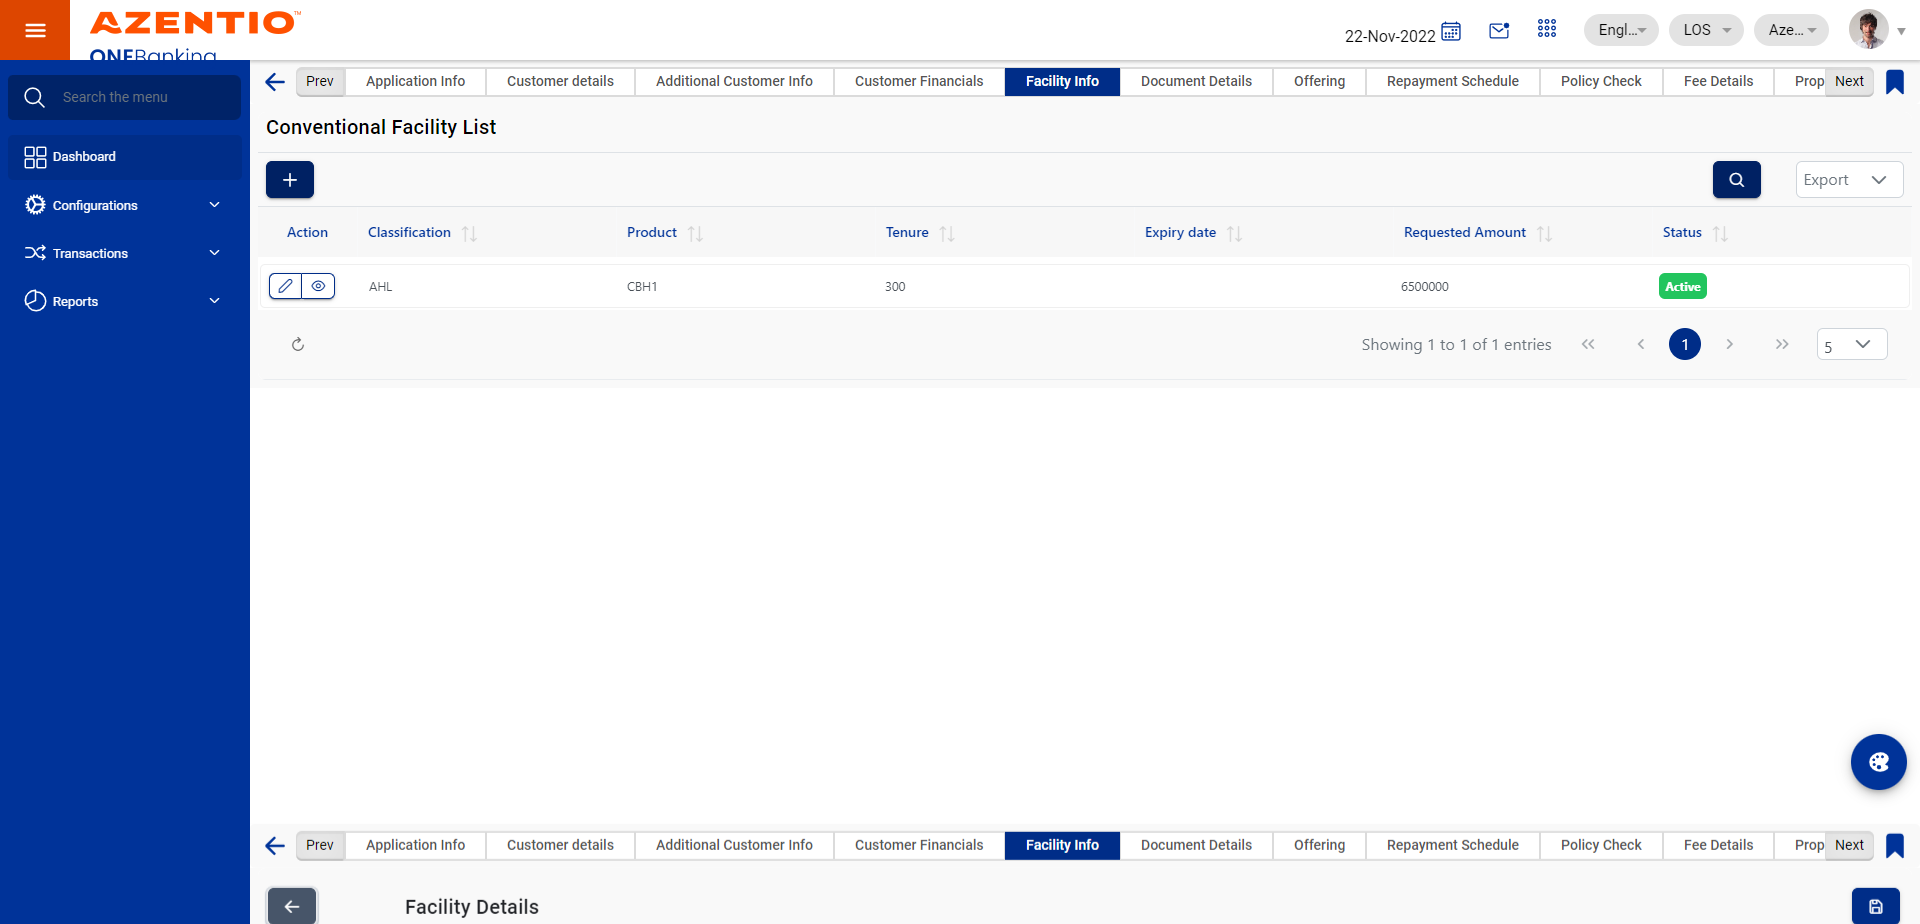 AZENTIO™
ONEBanking
22-Nov-2022
Engl...
LOS
Aze...
Search the menu
Dashboard
Configurations
Transactions
Reports
Prev
Application Info
Customer details
Additional Customer Info
Customer Financials
Facility Info
Document Details
Offering
Repayment Schedule
Policy Check
Fee Details
Prop
Next
Conventional Facility List
Export
Action
Classification
Product
Tenure
Expiry date
Requested Amount
Status
AHL
CBH1
300
6500000
Active
Showing 1 to 1 of 1 entries
1
5
Prev
Application Info
Customer details
Additional Customer Info
Customer Financials
Facility Info
Document Details
Offering
Repayment Schedule
Policy Check
Fee Details
Prop
Next
Facility Details